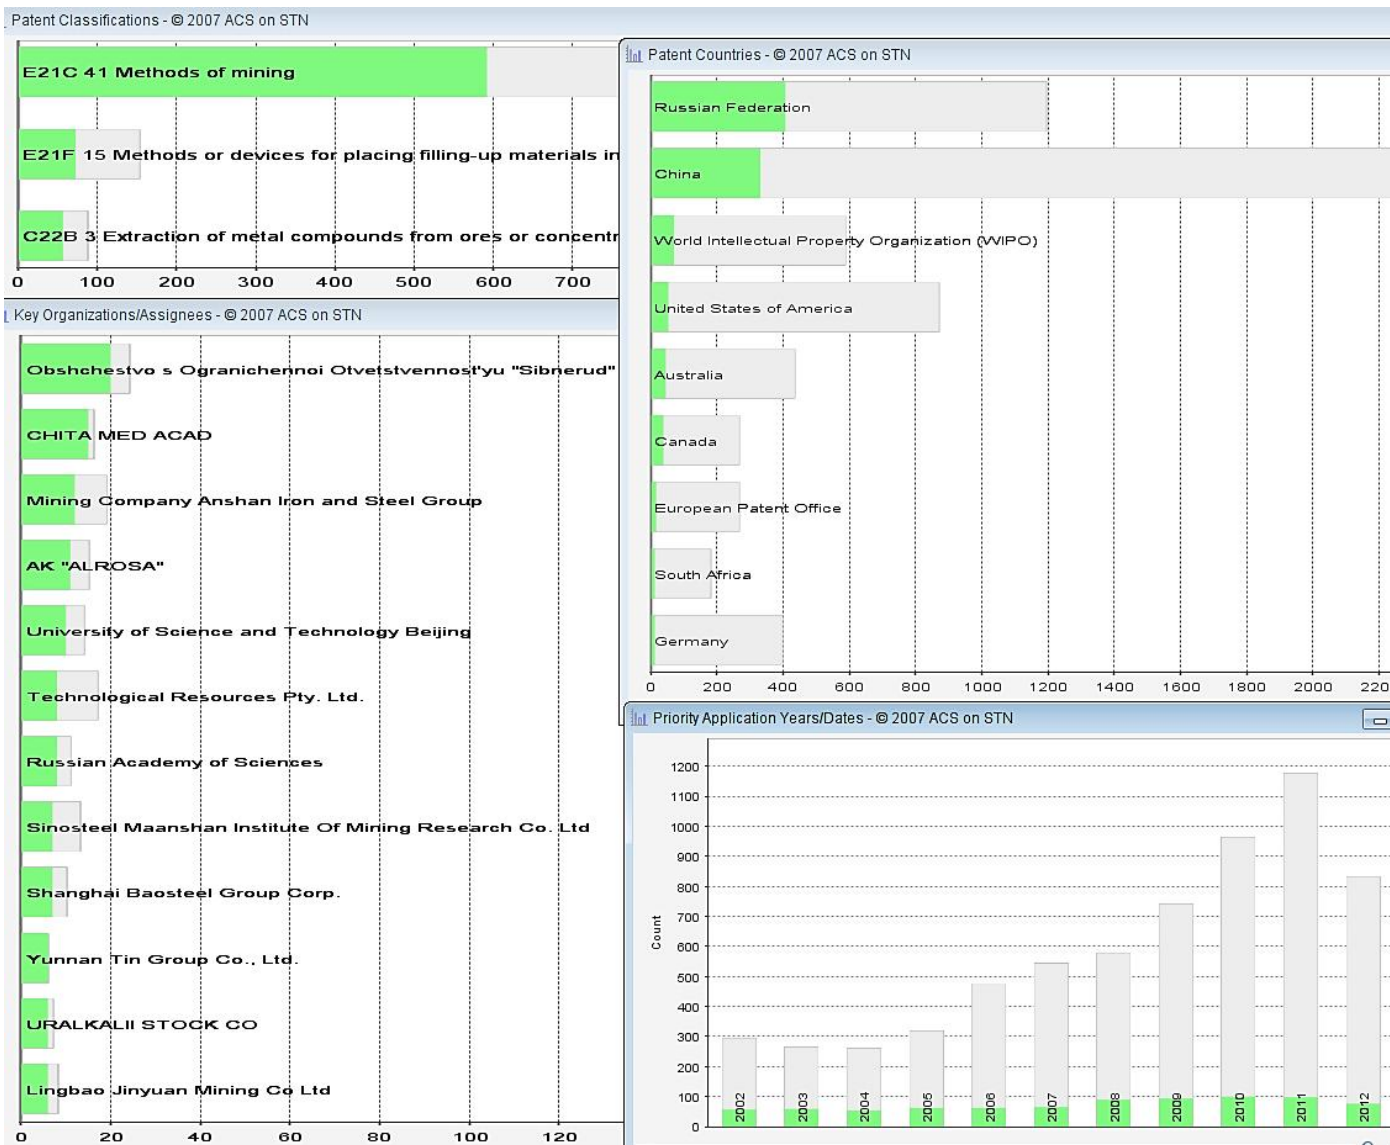 Patent Classifications - © 2007 ACS on STN
E21C 41 Methods of mining
E21F 15 Methods or devices for placing filling-up materials in
C22B 3 Extraction of metal compounds from ores or concentr
0 100 200 300 400 500 600 700
Key Organizations/Assignees - © 2007 ACS on STN
Obshchestvo s Ogranichennoi Otvetstvennost'yu "Sibnerud"
CHITA MED ACAD
Mining Company Anshan Iron and Steel Group
AK "ALROSA"
University of Science and Technology Beijing
Technological Resources Pty. Ltd.
Russian Academy of Sciences
Sinosteel Maanshan Institute Of Mining Research Co. Ltd
Shanghai Baosteel Group Corp.
Yunnan Tin Group Co., Ltd.
URALKALII STOCK CO
Lingbao Jinyuan Mining Co Ltd
0 20 40 60 80 100 120
Patent Countries - © 2007 ACS on STN
Russian Federation
China
World Intellectual Property Organization (WIPO)
United States of America
Australia
Canada
European Patent Office
South Africa
Germany
0 200 400 600 800 1000 1200 1400 1600 1800 2000 220
Priority Application Years/Dates - © 2007 ACS on STN
1200
1100
1000
900
800
700
600
500
400
300
200
100
0
Count
2002 2003 2004 2005 2006 2007 2008 2009 2010 2011 2012